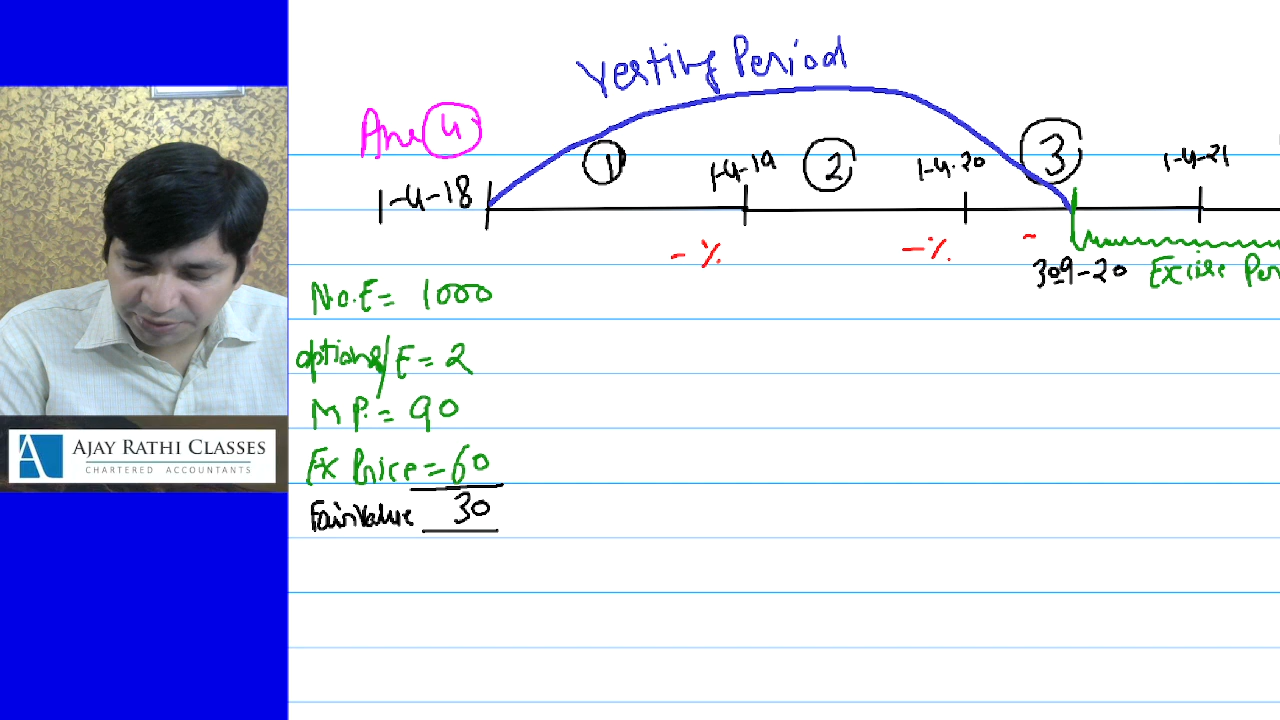 Vesting Period
Ans 4
1-4-18 1 1-4-19 2 1-4-20 3 1-4-21
- % - % -
30-9-20 Excise Per
No. E = 1000
options/E = 2
M P. = 90
Ex Price = 60
Fair Value 30
AJAY RATHI CLASSES
CHARTERED ACCOUNTANTS